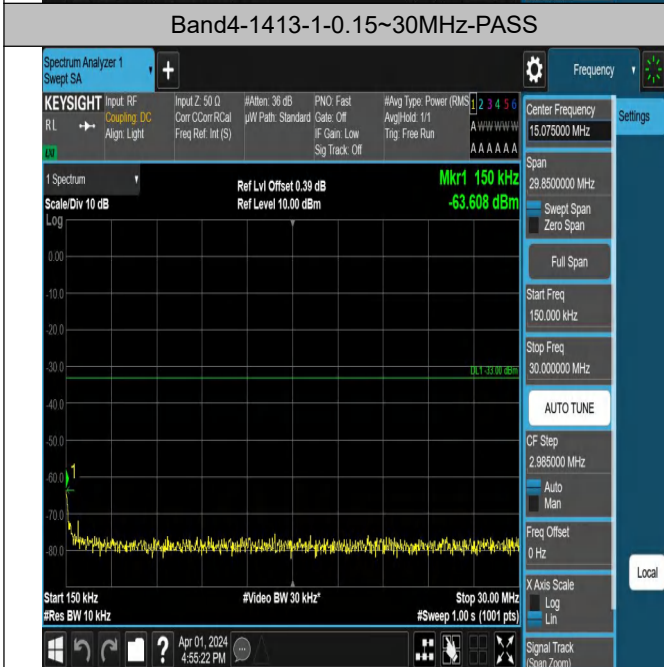 Band4-1413-1-0.15~30MHz-PASS
Spectrum Analyzer 1
Swept SA
+
Frequency
KEYSIGHT
RL
Input: RF
Coupling: DC
Align: Light
Input Z: 50 Ω
Corr CCorr RCal
Freq Ref: Int (S)
#Atten: 36 dB
µW Path: Standard
PNO: Fast
Gate: Off
IF Gain: Low
Sig Track: Off
#Avg Type: Power (RMS
Avg|Hold: 1/1
Trig: Free Run
1 2 3 4 5 6
A W W W W W
A A A A A A
1 Spectrum
Scale/Div 10 dB
Log
Ref Lvl Offset 0.39 dB
Ref Level 10.00 dBm
Mkr1 150 kHz
-63.608 dBm
0.00
-10.0
-20.0
-30.0
-40.0
-50.0
-60.0
-70.0
-80.0
DL1 -33.00 dBm
1
Start 150 kHz
#Res BW 10 kHz
#Video BW 30 kHz*
Stop 30.00 MHz
#Sweep 1.00 s (1001 pts)
Center Frequency
15.075000 MHz
Settings
Span
29.8500000 MHz
Swept Span
Zero Span
Full Span
Start Freq
150.000 kHz
Stop Freq
30.000000 MHz
AUTO TUNE
CF Step
2.985000 MHz
Auto
Man
Freq Offset
0 Hz
X Axis Scale
Log
Lin
Local
Signal Track
(Span Zoom)
?
Apr 01, 2024
4:55:22 PM